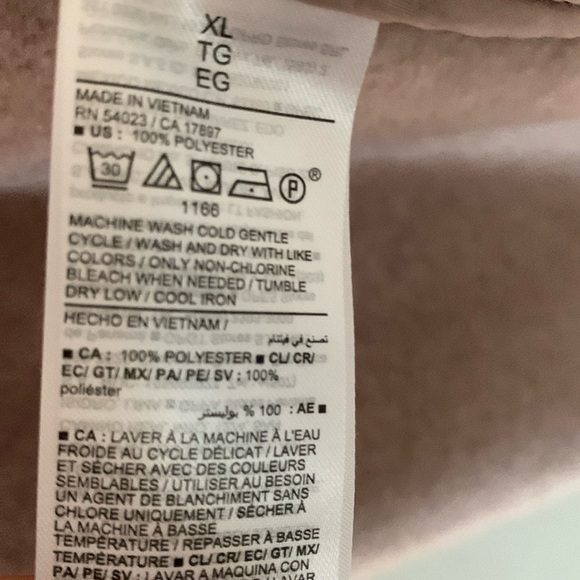 XL
TG
EG
MADE IN VIETNAM
RN 54023 / CA 17897
■ US : 100% POLYESTER
30 P ®
1166
MACHINE WASH COLD GENTLE
CYCLE / WASH AND DRY WITH LIKE
COLORS / ONLY NON-CHLORINE
BLEACH WHEN NEEDED / TUMBLE
DRY LOW / COOL IRON
HECHO EN VIETNAM /
تصنع في فيتنام
■ CA : 100% POLYESTER ■ CL/ CR/
EC/ GT/ MX/ PA/ PE/ SV : 100%
poliéster
■ AE : 100 % بوليستر
■ CA : LAVER À LA MACHINE À L'EAU
FROIDE AU CYCLE DÉLICAT / LAVER
ET SÉCHER AVEC DES COULEURS
SEMBLABLES / UTILISER AU BESOIN
UN AGENT DE BLANCHIMENT SANS
CHLORE UNIQUEMENT / SÉCHER À
LA MACHINE À BASSE
TEMPÉRATURE / REPASSER À BASSE
TEMPÉRATURE ■ CL/ CR/ EC/ GT/ MX/
PA/ PE/ SV : LAVAR A MAQUINA CON
LAVAR